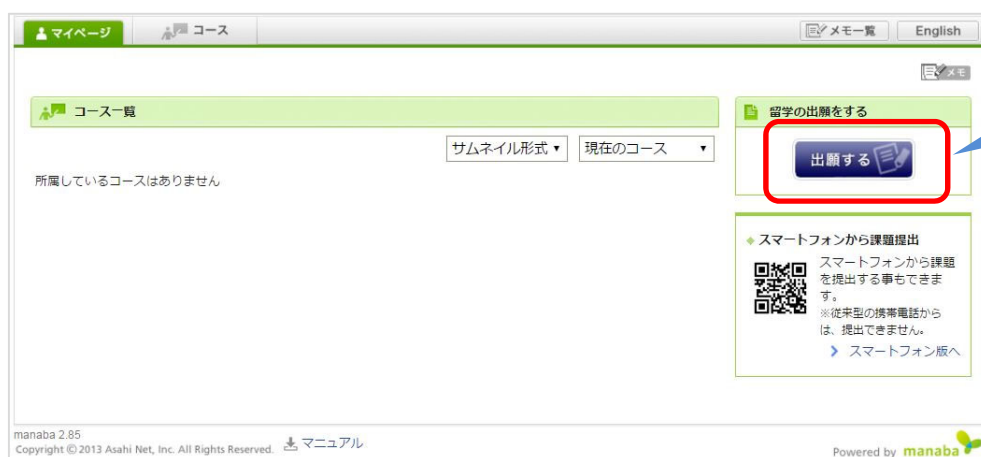 マイページ
コース
メモ一覧
English
メモ
コース一覧
サムネイル形式
現在のコース
所属しているコースはありません
留学の出願をする
出願する
スマートフォンから課題提出
スマートフォンから課題
を提出する事もできま
す。
※従来型の携帯電話から
は、提出できません。
スマートフォン版へ
manaba 2.85
Copyright © 2013 Asahi Net, Inc. All Rights Reserved.
マニュアル
Powered by manaba